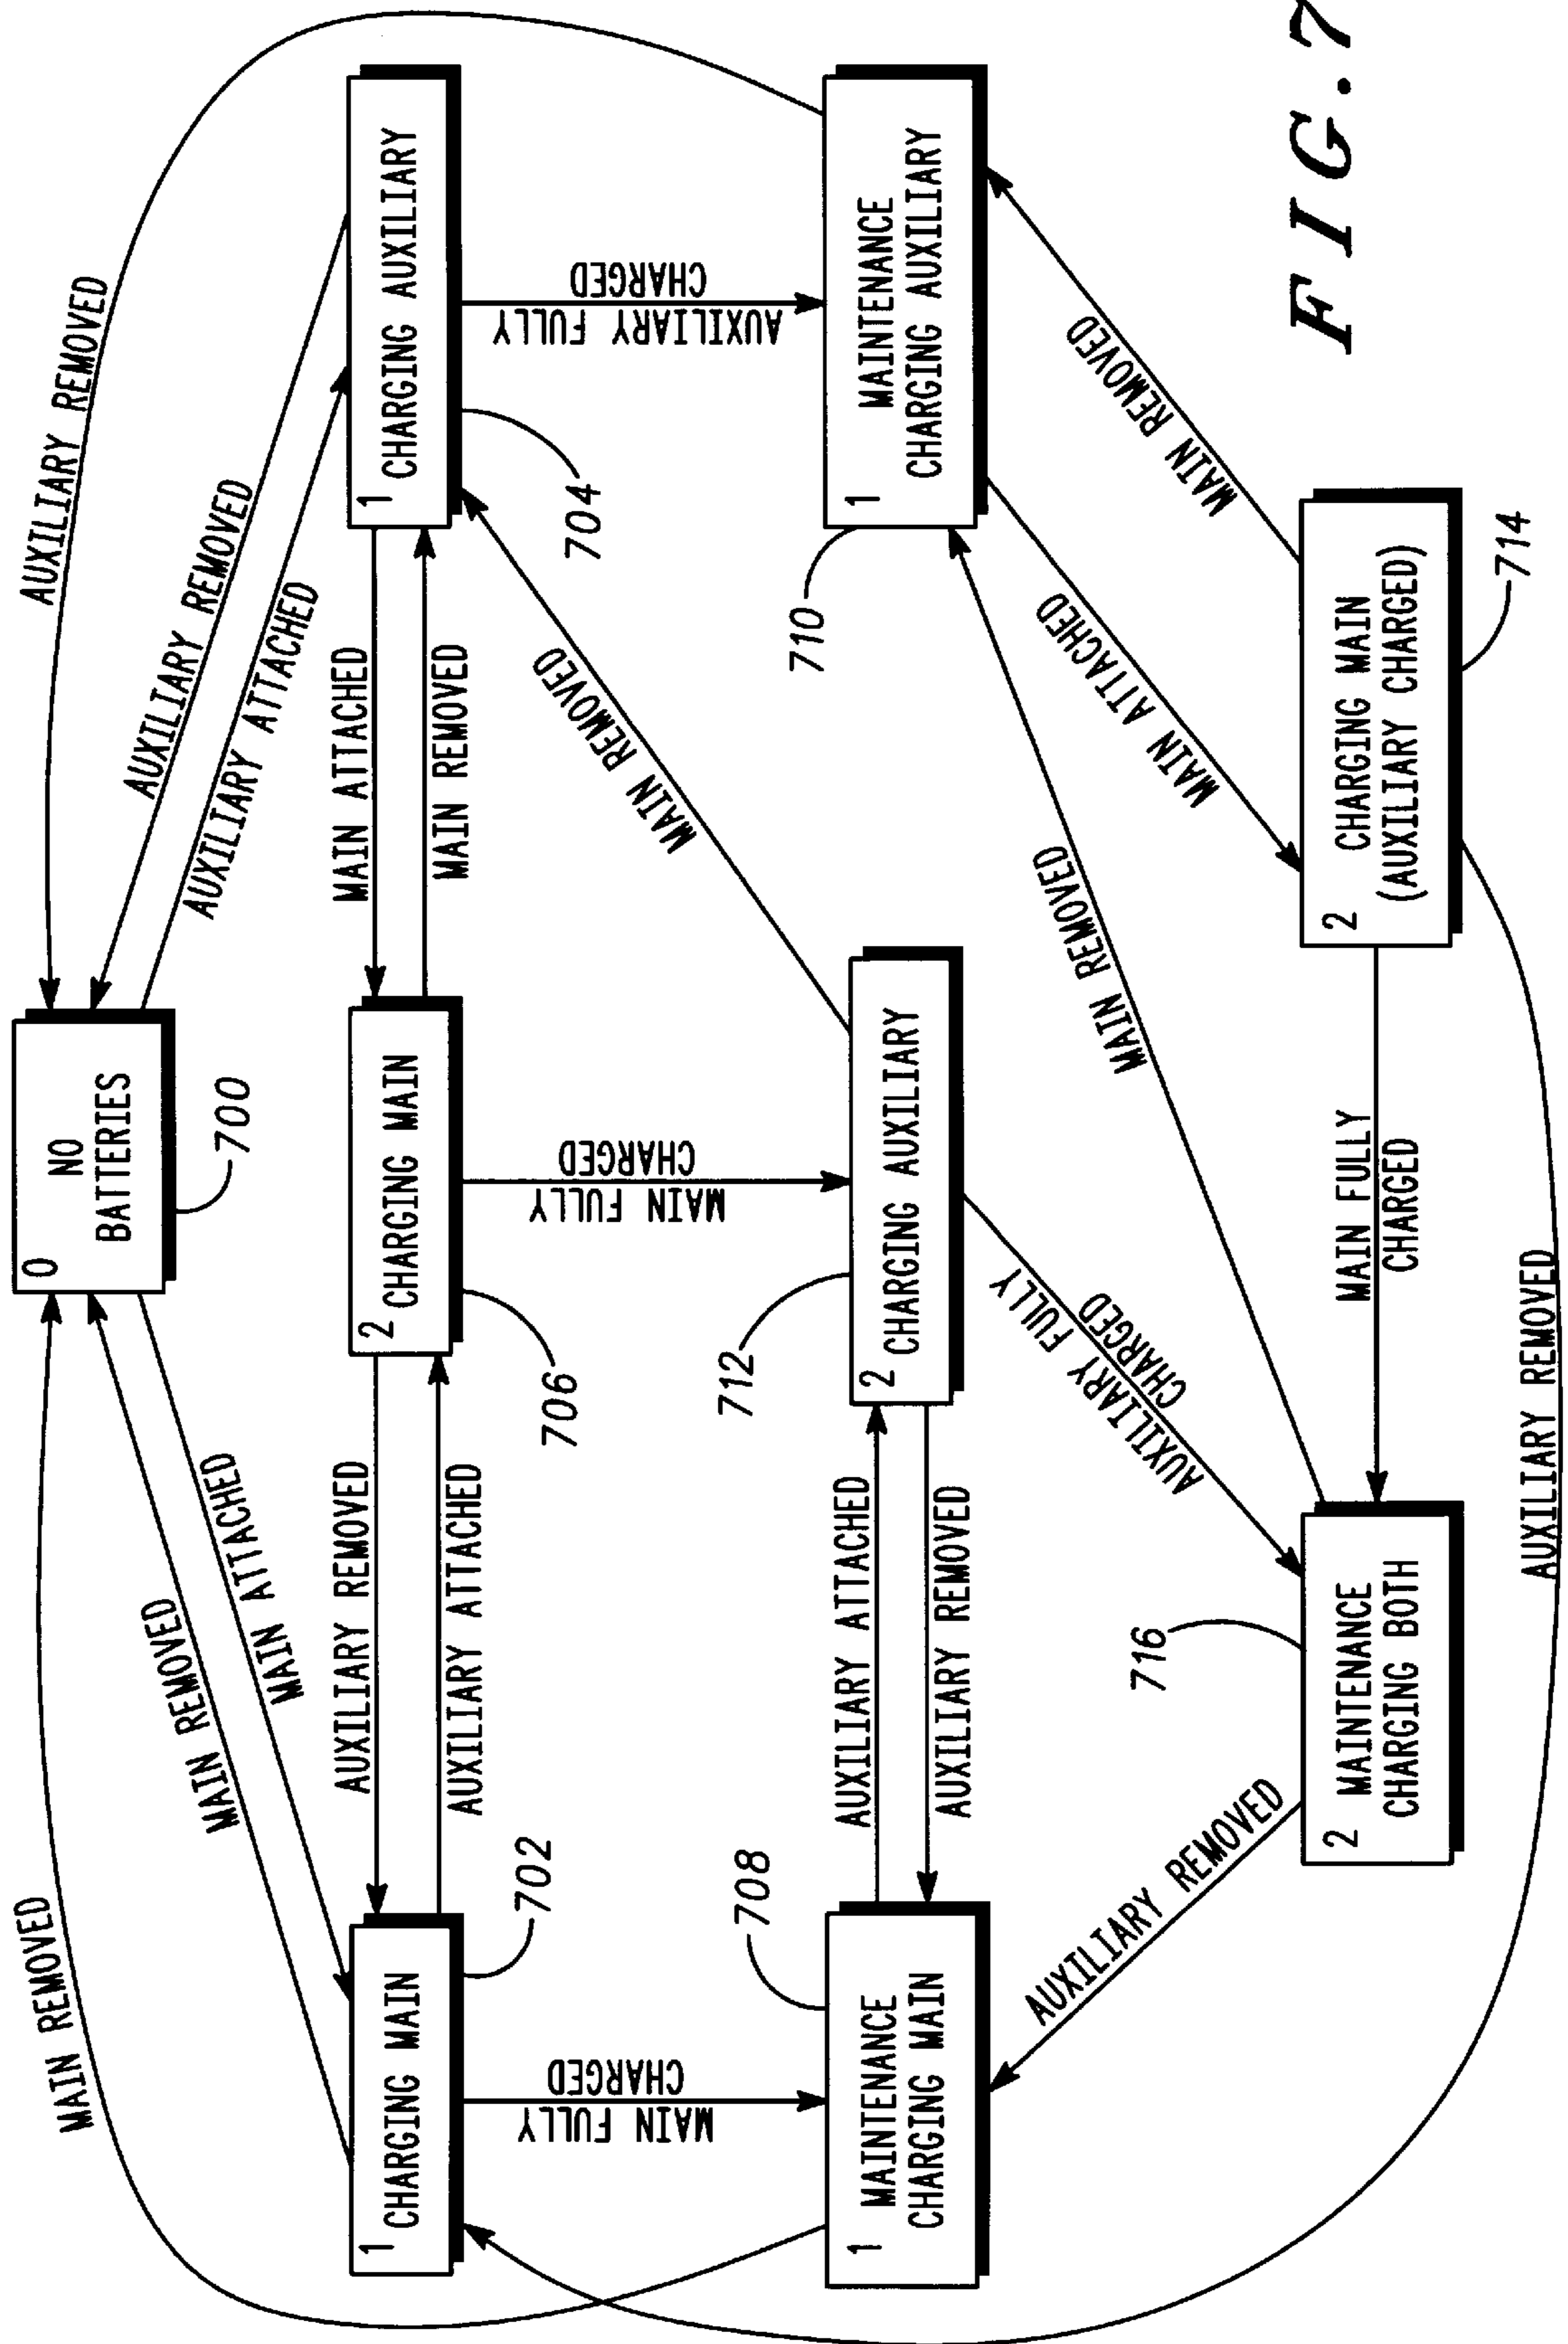 MAIN REMOVED
AUXILIARY REMOVED
0
NO
BATTERIES
700
MAIN REMOVED
MAIN ATTACHED
AUXILIARY REMOVED
AUXILIARY ATTACHED
1
CHARGING MAIN
702
AUXILIARY REMOVED
AUXILIARY ATTACHED
2
CHARGING MAIN
706
MAIN ATTACHED
MAIN REMOVED
1
CHARGING AUXILIARY
704
MAIN FULLY
CHARGED
MAIN FULLY
CHARGED
MAIN REMOVED
AUXILIARY FULLY
CHARGED
1
MAINTENANCE
CHARGING MAIN
708
AUXILIARY ATTACHED
AUXILIARY REMOVED
2
CHARGING AUXILIARY
712
1
MAINTENANCE
CHARGING AUXILIARY
710
AUXILIARY REMOVED
AUXILIARY FULLY
CHARGED
MAIN REMOVED
MAIN ATTACHED
MAIN REMOVED
2
MAINTENANCE
CHARGING BOTH
716
MAIN FULLY
CHARGED
2
CHARGING MAIN
(AUXILIARY CHARGED)
714
AUXILIARY REMOVED
FIG.7